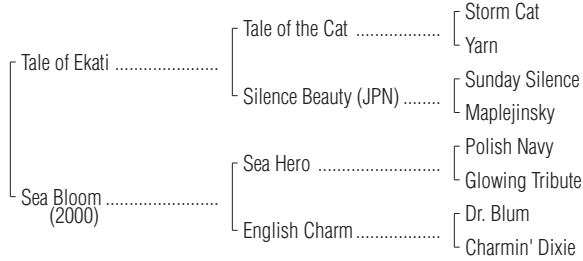 Storm Cat
Tale of the Cat ..................
Yarn
Tale of Ekati ......................
Sunday Silence
Silence Beauty (JPN) ........
Maplejinsky
Polish Navy
Sea Hero ..........................
Glowing Tribute
Sea Bloom ........................
(2000)
Dr. Blum
English Charm ..................
Charmin' Dixie